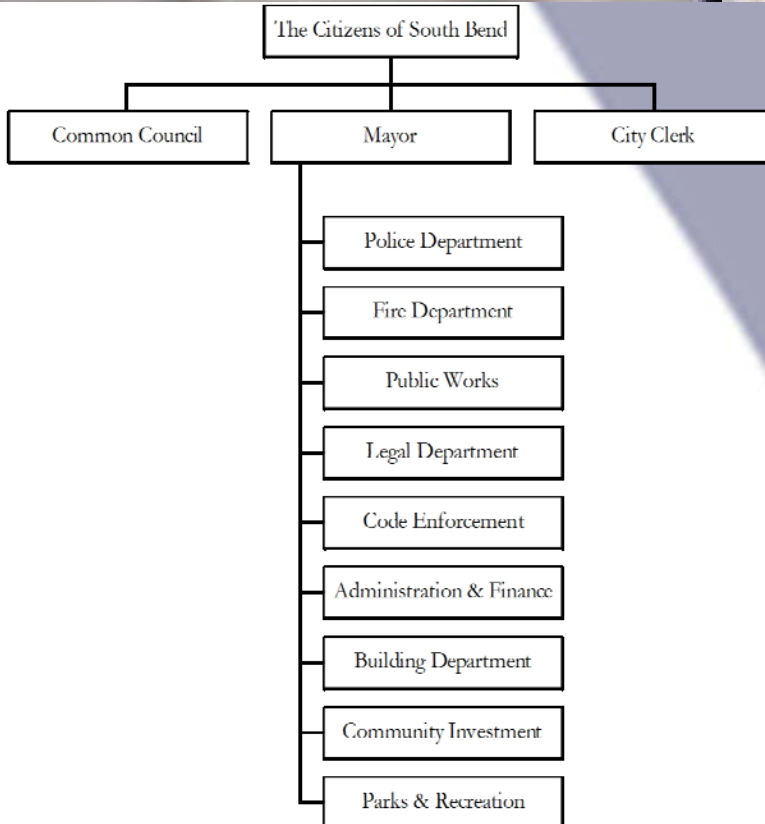 The Citizens of South Bend
Common Council
Mayor
City Clerk
Police Department
Fire Department
Public Works
Legal Department
Code Enforcement
Administration & Finance
Building Department
Community Investment
Parks & Recreation